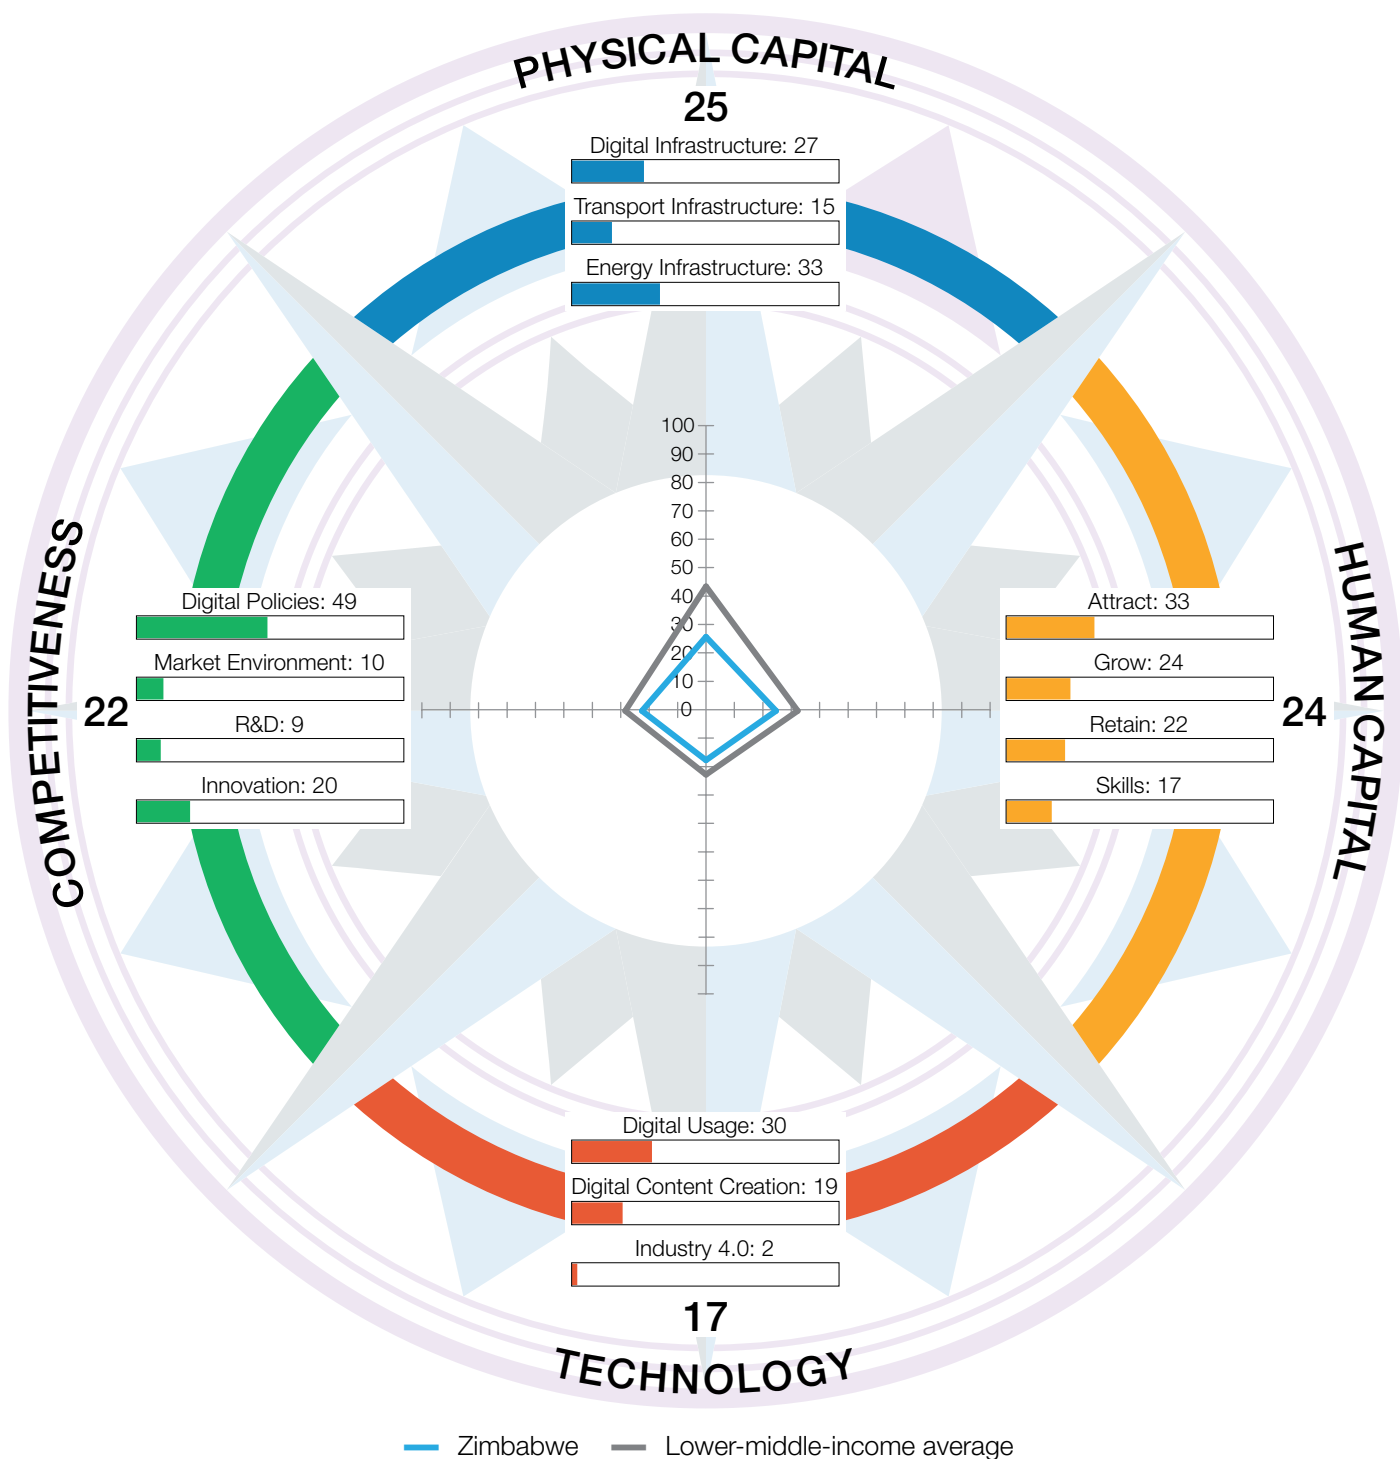 PHYSICAL CAPITAL
25
Digital Infrastructure: 27
Transport Infrastructure: 15
Energy Infrastructure: 33
100
90
80
70
60
50
40
30
20
10
0
COMPETITIVENESS
22
Digital Policies: 49
Market Environment: 10
R&D: 9
Innovation: 20
HUMAN CAPITAL
24
Attract: 33
Grow: 24
Retain: 22
Skills: 17
Digital Usage: 30
Digital Content Creation: 19
Industry 4.0: 2
17
TECHNOLOGY
Zimbabwe
Lower-middle-income average